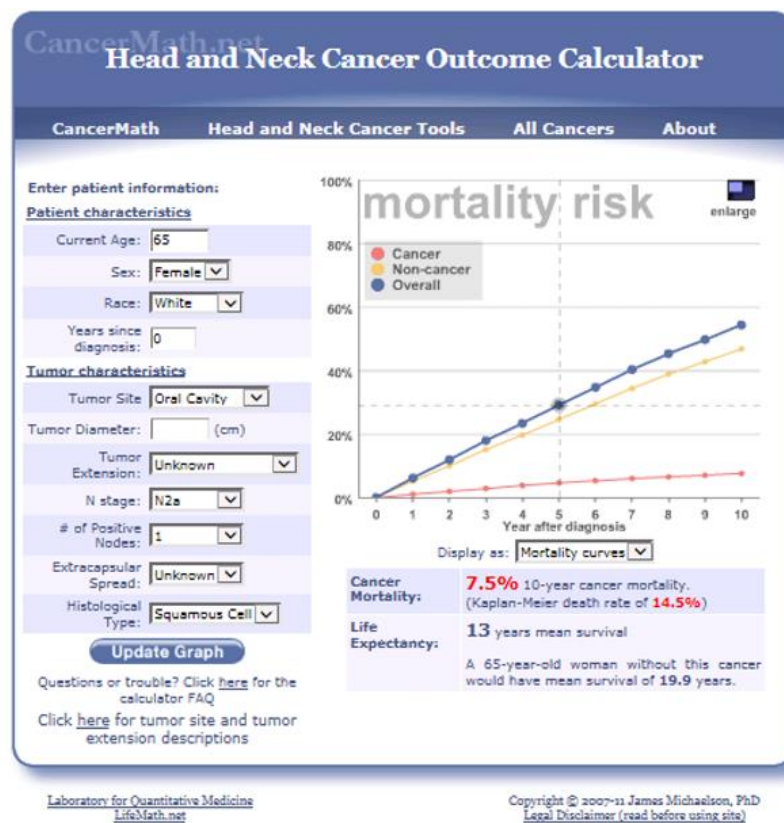 CancerMath.net
Head and Neck Cancer Outcome Calculator
CancerMath Head and Neck Cancer Tools All Cancers About
Enter patient information:
Patient characteristics
Current Age: 65
Sex: Female
Race: White
Years since
diagnosis: 0
Tumor characteristics
Tumor Site Oral Cavity
Tumor Diameter: (cm)
Tumor
Extension: Unknown
N stage: N2a
# of Positive
Nodes: 1
Extracapsular
Spread: Unknown
Histological
Type: Squamous Cell
Update Graph
Questions or trouble? Click here for the
calculator FAQ
Click here for tumor site and tumor
extension descriptions
mortality risk
enlarge
Cancer
Non-cancer
Overall
100%
80%
60%
40%
20%
0%
0 1 2 3 4 5 6 7 8 9 10
Year after diagnosis
Display as: Mortality curves
Cancer
Mortality:
7.5% 10-year cancer mortality.
(Kaplan-Meier death rate of 14.5%)
Life
Expectancy:
13 years mean survival
A 65-year-old woman without this cancer
would have mean survival of 19.9 years.
Laboratory for Quantitative Medicine
LifeMath.net
Copyright © 2007-11 James Michaelson, PhD
Legal Disclaimer (read before using site)